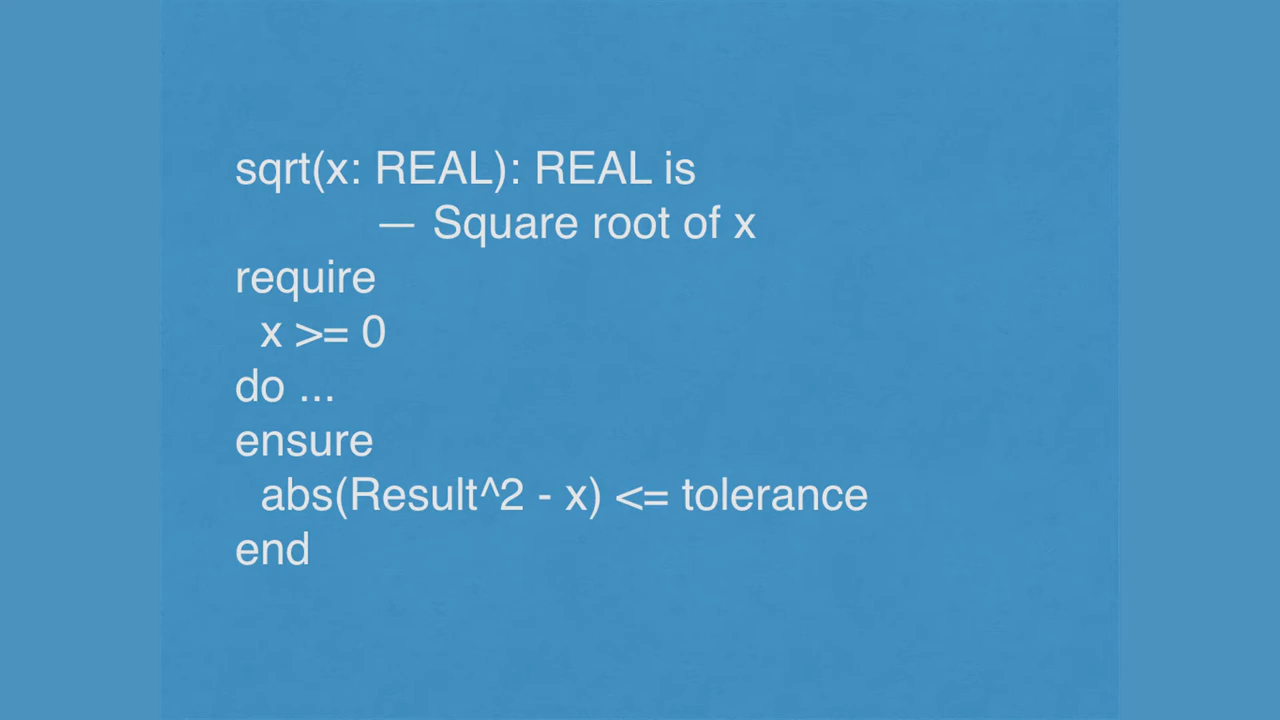 sqrt(x: REAL): REAL is
— Square root of x
require
x >= 0
do ...
ensure
abs(Result^2 - x) <= tolerance
end